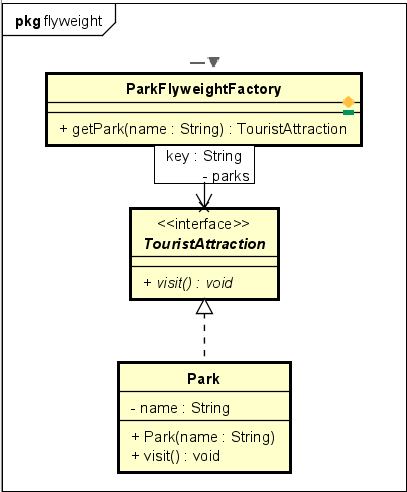 pkg flyweight
ParkFlyweightFactory
+ getPark(name : String) : TouristAttraction
key : String
- parks
<<interface>>
TouristAttraction
+ visit() : void
Park
- name : String
+ Park(name : String)
+ visit() : void